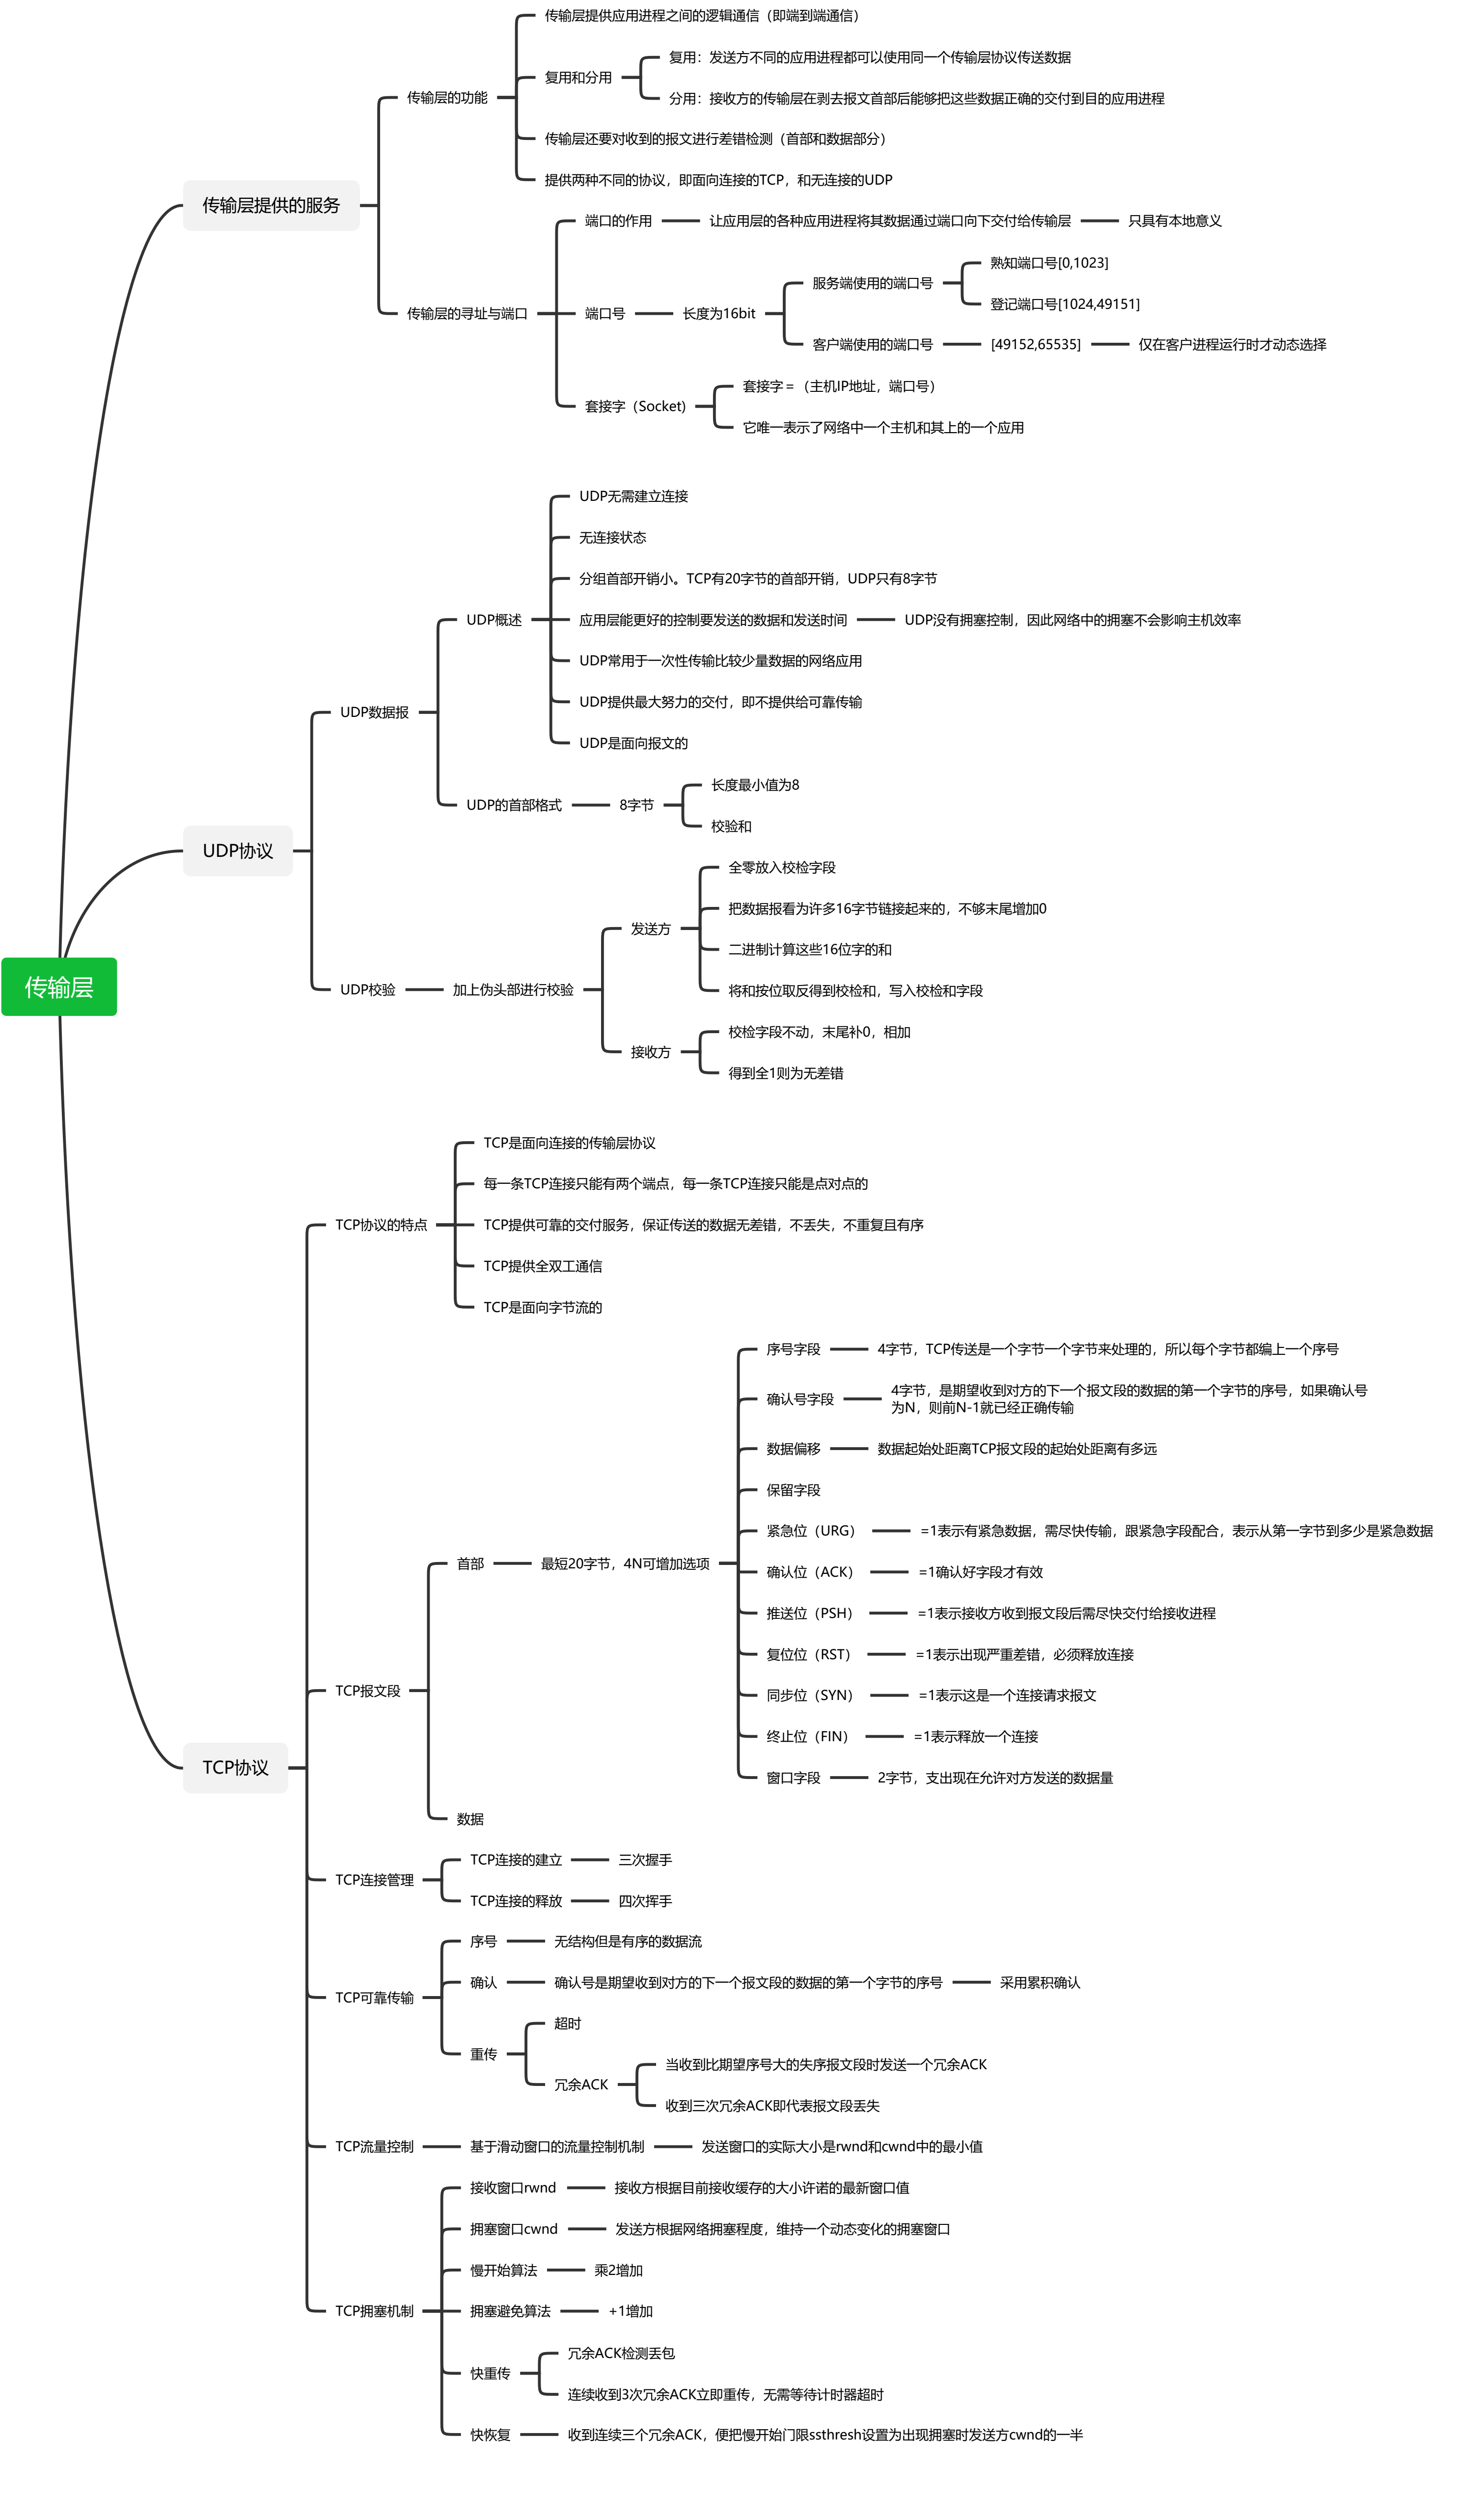 传输层
传输层提供的服务
传输层的功能
传输层提供应用进程之间的逻辑通信（即端到端通信）
复用和分用
复用：发送方不同的应用进程都可以使用同一个传输层协议传送数据
分用：接收方的传输层在剥去报文首部后能够把这些数据正确的交付到目的应用进程
传输层还要对收到的报文进行差错检测（首部和数据部分）
提供两种不同的协议，即面向连接的TCP，和无连接的UDP
传输层的寻址与端口
端口的作用
让应用层的各种应用进程将其数据通过端口向下交付给传输层
只具有本地意义
端口号
长度为16bit
服务端使用的端口号
熟知端口号[0,1023]
登记端口号[1024,49151]
客户端使用的端口号
[49152,65535]
仅在客户进程运行时才动态选择
套接字（Socket)
套接字＝（主机IP地址，端口号）
它唯一表示了网络中一个主机和其上的一个应用
UDP协议
UDP数据报
UDP概述
UDP无需建立连接
无连接状态
分组首部开销小。TCP有20字节的首部开销，UDP只有8字节
应用层能更好的控制要发送的数据和发送时间
UDP没有拥塞控制，因此网络中的拥塞不会影响主机效率
UDP常用于一次性传输比较少量数据的网络应用
UDP提供最大努力的交付，即不提供给可靠传输
UDP是面向报文的
UDP的首部格式
8字节
长度最小值为8
校验和
UDP校验
加上伪头部进行校验
发送方
全零放入校检字段
把数据报看为许多16字节链接起来的，不够末尾增加0
二进制计算这些16位字的和
将和按位取反得到校检和，写入校检和字段
接收方
校检字段不动，末尾补0，相加
得到全1则为无差错
TCP协议
TCP协议的特点
TCP是面向连接的传输层协议
每一条TCP连接只能有两个端点，每一条TCP连接只能是点对点的
TCP提供可靠的交付服务，保证传送的数据无差错，不丢失，不重复且有序
TCP提供全双工通信
TCP是面向字节流的
TCP报文段
首部
最短20字节，4N可增加选项
序号字段
4字节，TCP传送是一个字节一个字节来处理的，所以每个字节都编上一个序号
确认号字段
4字节，是期望收到对方的下一个报文段的数据的第一个字节的序号，如果确认号
为N，则前N-1就已经正确传输
数据偏移
数据起始处距离TCP报文段的起始处距离有多远
保留字段
紧急位（URG）
=1表示有紧急数据，需尽快传输，跟紧急字段配合，表示从第一字节到多少是紧急数据
确认位（ACK）
=1确认好字段才有效
推送位（PSH）
=1表示接收方收到报文段后需尽快交付给接收进程
复位位（RST）
=1表示出现严重差错，必须释放连接
同步位（SYN）
=1表示这是一个连接请求报文
终止位（FIN）
=1表示释放一个连接
窗口字段
2字节，支出现在允许对方发送的数据量
数据
TCP连接管理
TCP连接的建立
三次握手
TCP连接的释放
四次挥手
TCP可靠传输
序号
无结构但是有序的数据流
确认
确认号是期望收到对方的下一个报文段的数据的第一个字节的序号
采用累积确认
重传
超时
冗余ACK
当收到比期望序号大的失序报文段时发送一个冗余ACK
收到三次冗余ACK即代表报文段丢失
TCP流量控制
基于滑动窗口的流量控制机制
发送窗口的实际大小是rwnd和cwnd中的最小值
TCP拥塞机制
接收窗口rwnd
接收方根据目前接收缓存的大小许诺的最新窗口值
拥塞窗口cwnd
发送方根据网络拥塞程度，维持一个动态变化的拥塞窗口
慢开始算法
乘2增加
拥塞避免算法
+1增加
快重传
冗余ACK检测丢包
连续收到3次冗余ACK立即重传，无需等待计时器超时
快恢复
收到连续三个冗余ACK，便把慢开始门限ssthresh设置为出现拥塞时发送方cwnd的一半